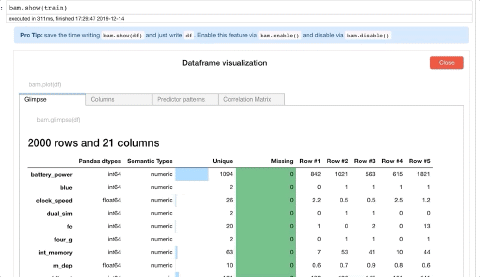 bam.show(train)
executed in 311ms, finished 17:29:47 2019-12-14
Pro Tip: save the time writing bam.show(df) and just write df . Enable this feature via bam.enable() and disable via bam.disable()
Dataframe visualization
Close
bam.plot(df)
Glimpse Columns Predictor patterns Correlation Matrix
bam.glimpse(df)
2000 rows and 21 columns
Pandas dtypes Semantic Types Unique Missing Row #1 Row #2 Row #3 Row #4 Row #5
battery_power int64 numeric 1094 0 842 1021 563 615 1821
blue int64 numeric 2 0 0 1 1 1 1
clock_speed float64 numeric 26 0 2.2 0.5 0.5 2.5 1.2
dual_sim int64 numeric 2 0 0 1 1 0 0
fc int64 numeric 20 0 1 0 2 0 13
four_g int64 numeric 2 0 0 1 1 0 1
int_memory int64 numeric 63 0 7 53 41 10 44
m_dep float64 numeric 10 0 0.6 0.7 0.9 0.8 0.6